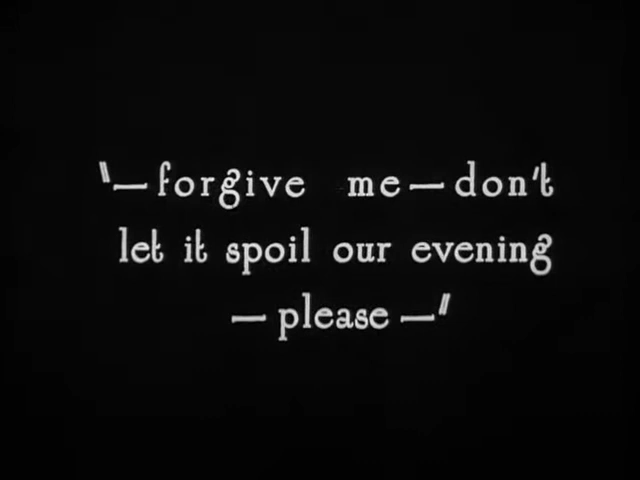 "—forgive me—don't
let it spoil our evening
—please—"